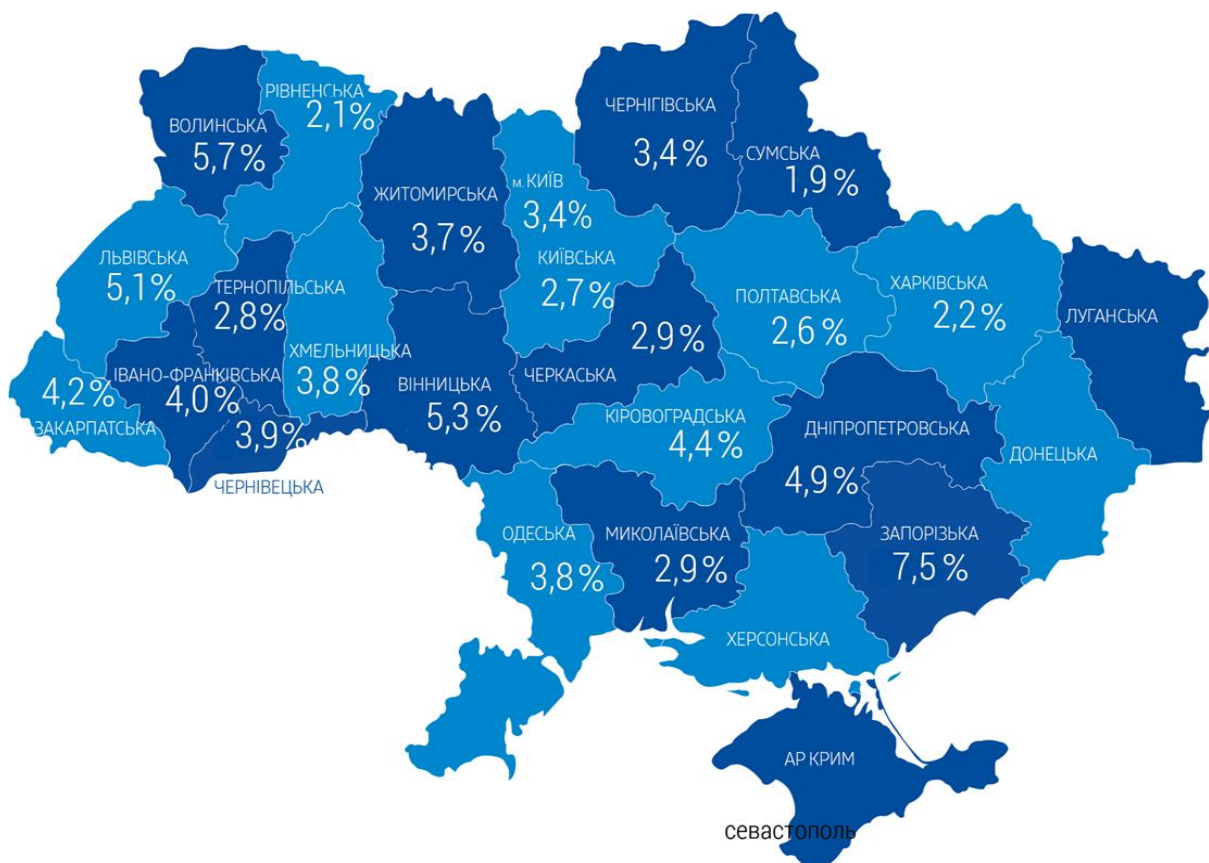 РІВНЕНСЬКА
2,1%
ВОЛИНСЬКА
5,7%
ЖИТОМИРСЬКА
3,7%
м.КИЇВ
3,4%
КИЇВСЬКА
2,7%
ЧЕРНІГІВСЬКА
3,4%
СУМСЬКА
1,9%
ЛЬВІВСЬКА
5,1%
ТЕРНОПІЛЬСЬКА
2,8%
ХМЕЛЬНИЦЬКА
3,8%
ВІННИЦЬКА
5,3%
2,9%
ЧЕРКАСЬКА
ПОЛТАВСЬКА
2,6%
ХАРКІВСЬКА
2,2%
ЛУГАНСЬКА
4,2%
ЗАКАРПАТСЬКА
ІВАНО-ФРАНКІВСЬКА
4,0%
3,9%
ЧЕРНІВЕЦЬКА
КІРОВОГРАДСЬКА
4,4%
ДНІПРОПЕТРОВСЬКА
4,9%
ДОНЕЦЬКА
ОДЕСЬКА
3,8%
МИКОЛАЇВСЬКА
2,9%
ЗАПОРІЗЬКА
7,5%
ХЕРСОНСЬКА
АР КРИМ
севастополь